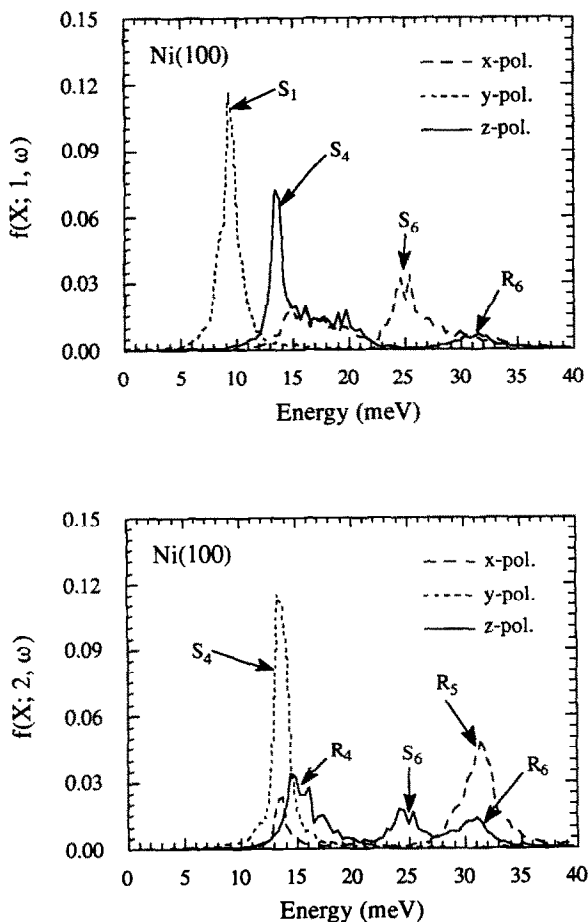 0.15
Ni(100)
x-pol.
y-pol.
z-pol.
0.12
S1
0.09
S4
f(X; 1, ω)
0.06
S6
0.03
R6
0.00
0 5 10 15 20 25 30 35 40
Energy (meV)
0.15
Ni(100)
x-pol.
y-pol.
z-pol.
0.12
0.09
S4
R5
f(X; 2, ω)
0.06
R4
S6
R6
0.03
0.00
0 5 10 15 20 25 30 35 40
Energy (meV)